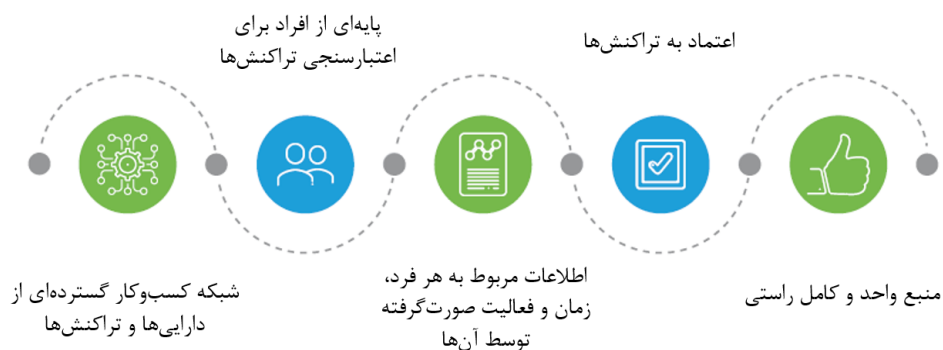 پایه‌ای از افراد برای
اعتبارسنجی تراکنش‌ها
اعتماد به تراکنش‌ها
شبکه کسب‌وکار گسترده‌ای از
دارایی‌ها و تراکنش‌ها
اطلاعات مربوط به هر فرد،
زمان و فعالیت صورت‌گرفته
توسط آن‌ها
منبع واحد و کامل راستی